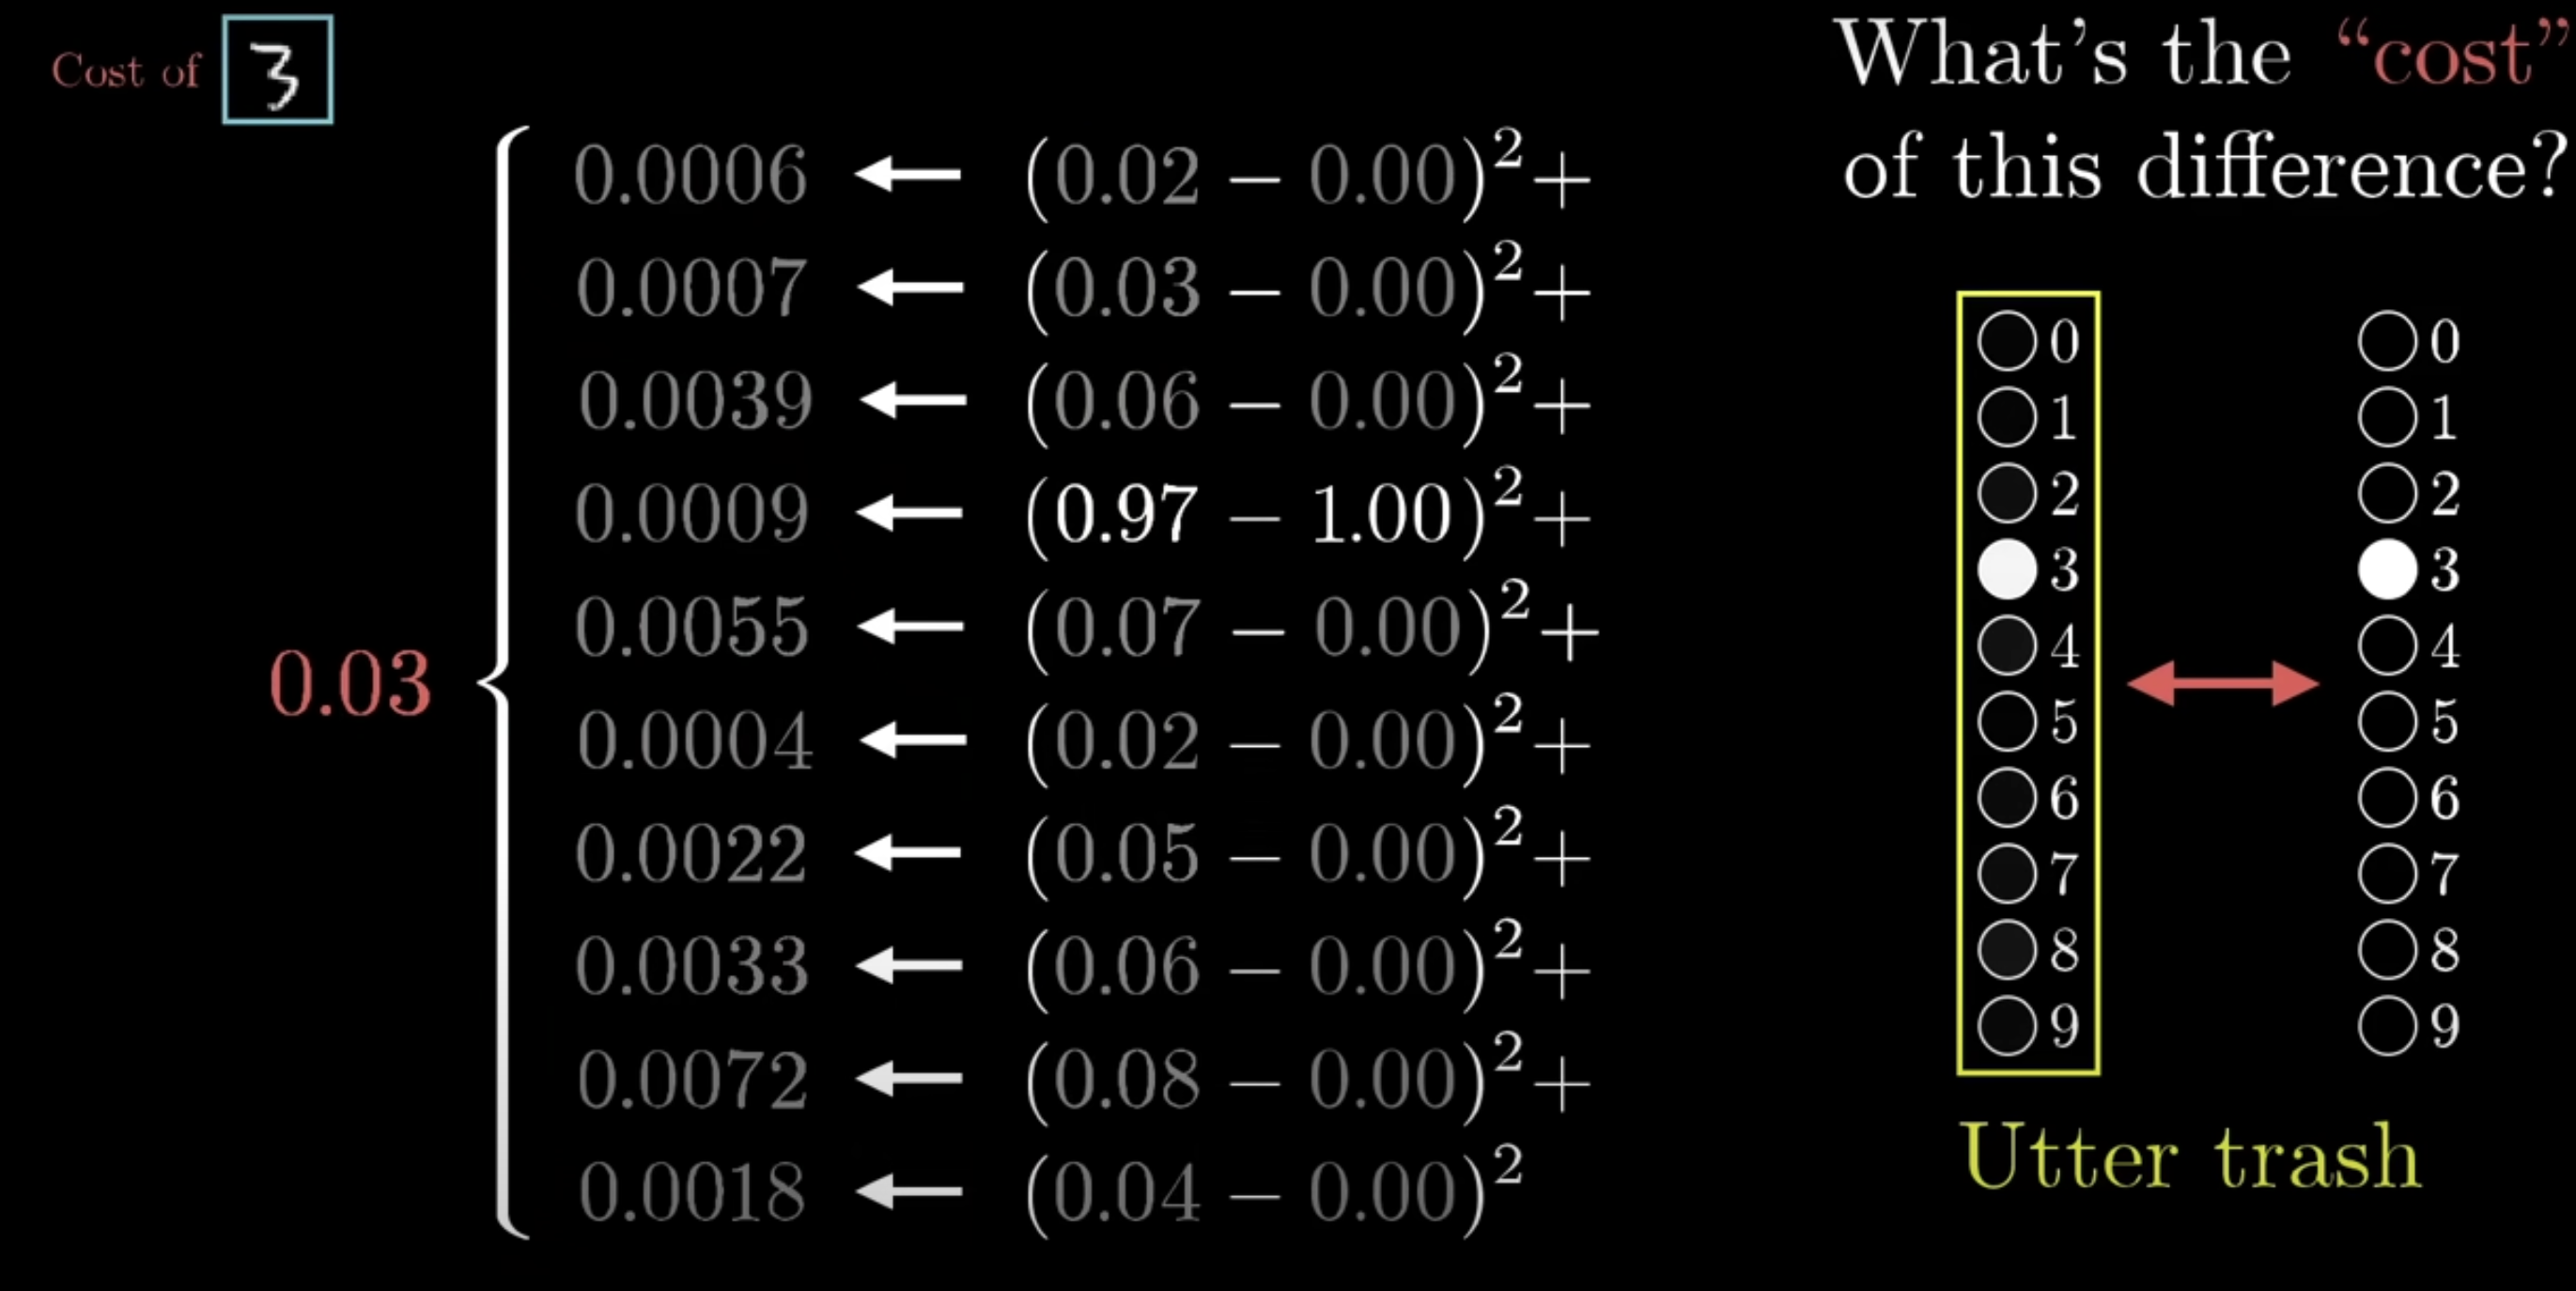 Cost of 3
What's the “cost”
of this difference?
0.0006 ← (0.02 − 0.00)² +
0.0007 ← (0.03 − 0.00)² +
0.0039 ← (0.06 − 0.00)² +
0.0009 ← (0.97 − 1.00)² +
0.0055 ← (0.07 − 0.00)² +
0.03
0.0004 ← (0.02 − 0.00)² +
0.0022 ← (0.05 − 0.00)² +
0.0033 ← (0.06 − 0.00)² +
0.0072 ← (0.08 − 0.00)² +
0.0018 ← (0.04 − 0.00)²
0 0
1 1
2 2
3 3
4 4
5 5
6 6
7 7
8 8
9 9
Utter trash